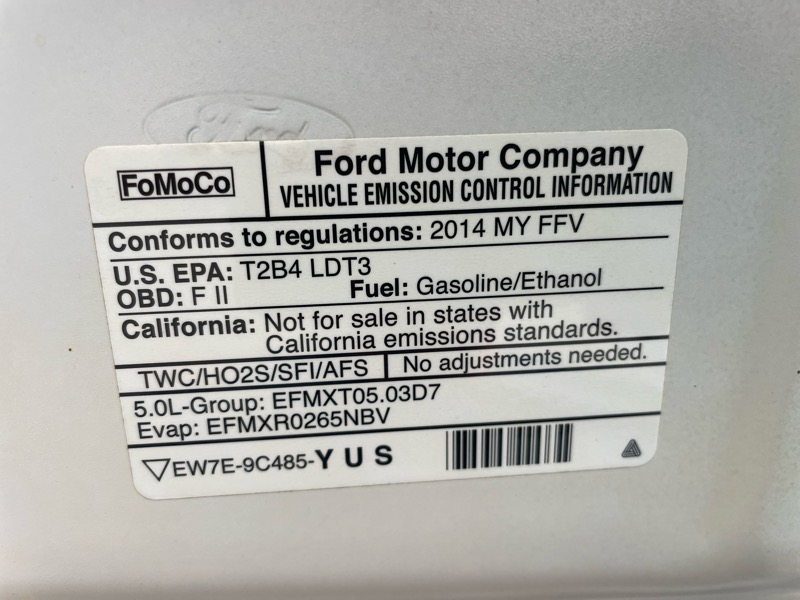 Ford
FoMoCo
Ford Motor Company
VEHICLE EMISSION CONTROL INFORMATION
Conforms to regulations: 2014 MY FFV
U.S. EPA: T2B4 LDT3
OBD: F II Fuel: Gasoline/Ethanol
California: Not for sale in states with
California emissions standards.
TWC/HO2S/SFI/AFS No adjustments needed.
5.0L-Group: EFMXT05.03D7
Evap: EFMXR0265NBV
EW7E-9C485-YUS